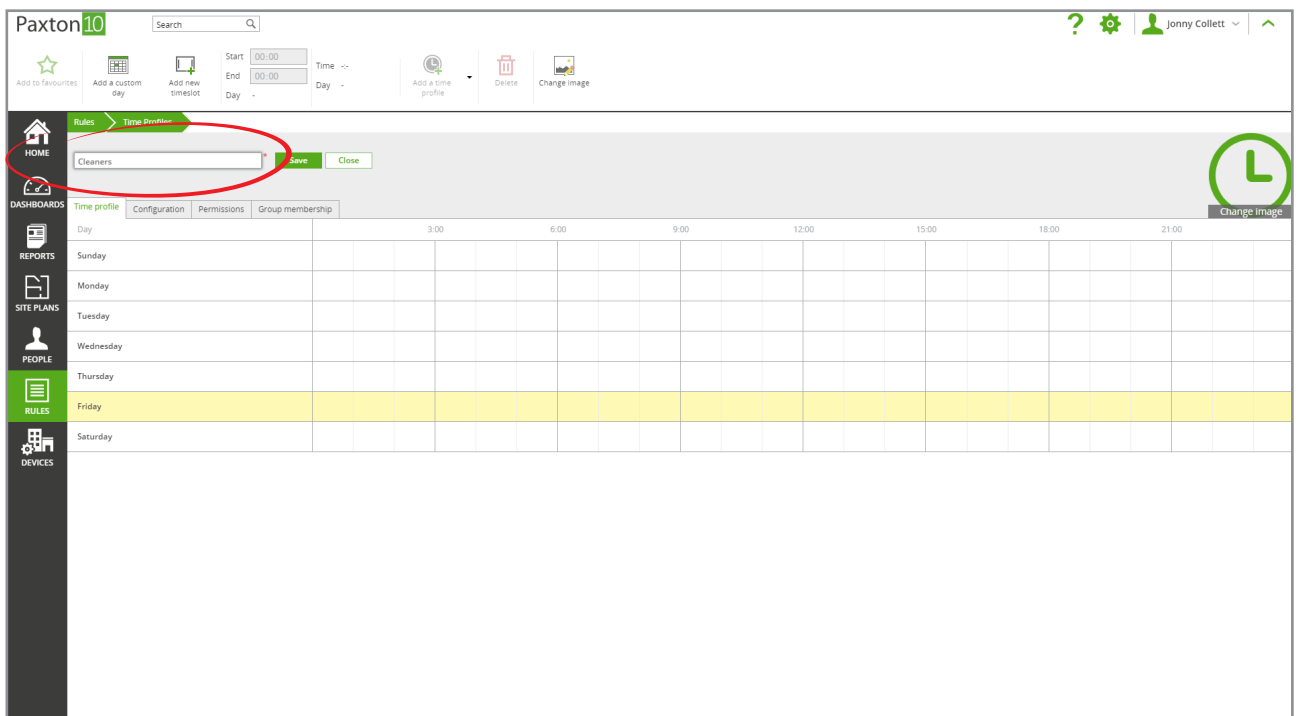 Paxton10
Search
Jonny Collett
Add to favourites
Add a custom day
Add new timeslot
Start 00:00
End 00:00
Day -
Time -:-
Day -
Add a time profile
Delete
Change image
HOME
DASHBOARDS
REPORTS
SITE PLANS
PEOPLE
RULES
DEVICES
Rules
Time Profiles
Cleaners *
Save
Close
Change image
Time profile
Configuration
Permissions
Group membership
Day 3:00 6:00 9:00 12:00 15:00 18:00 21:00
Sunday
Monday
Tuesday
Wednesday
Thursday
Friday
Saturday